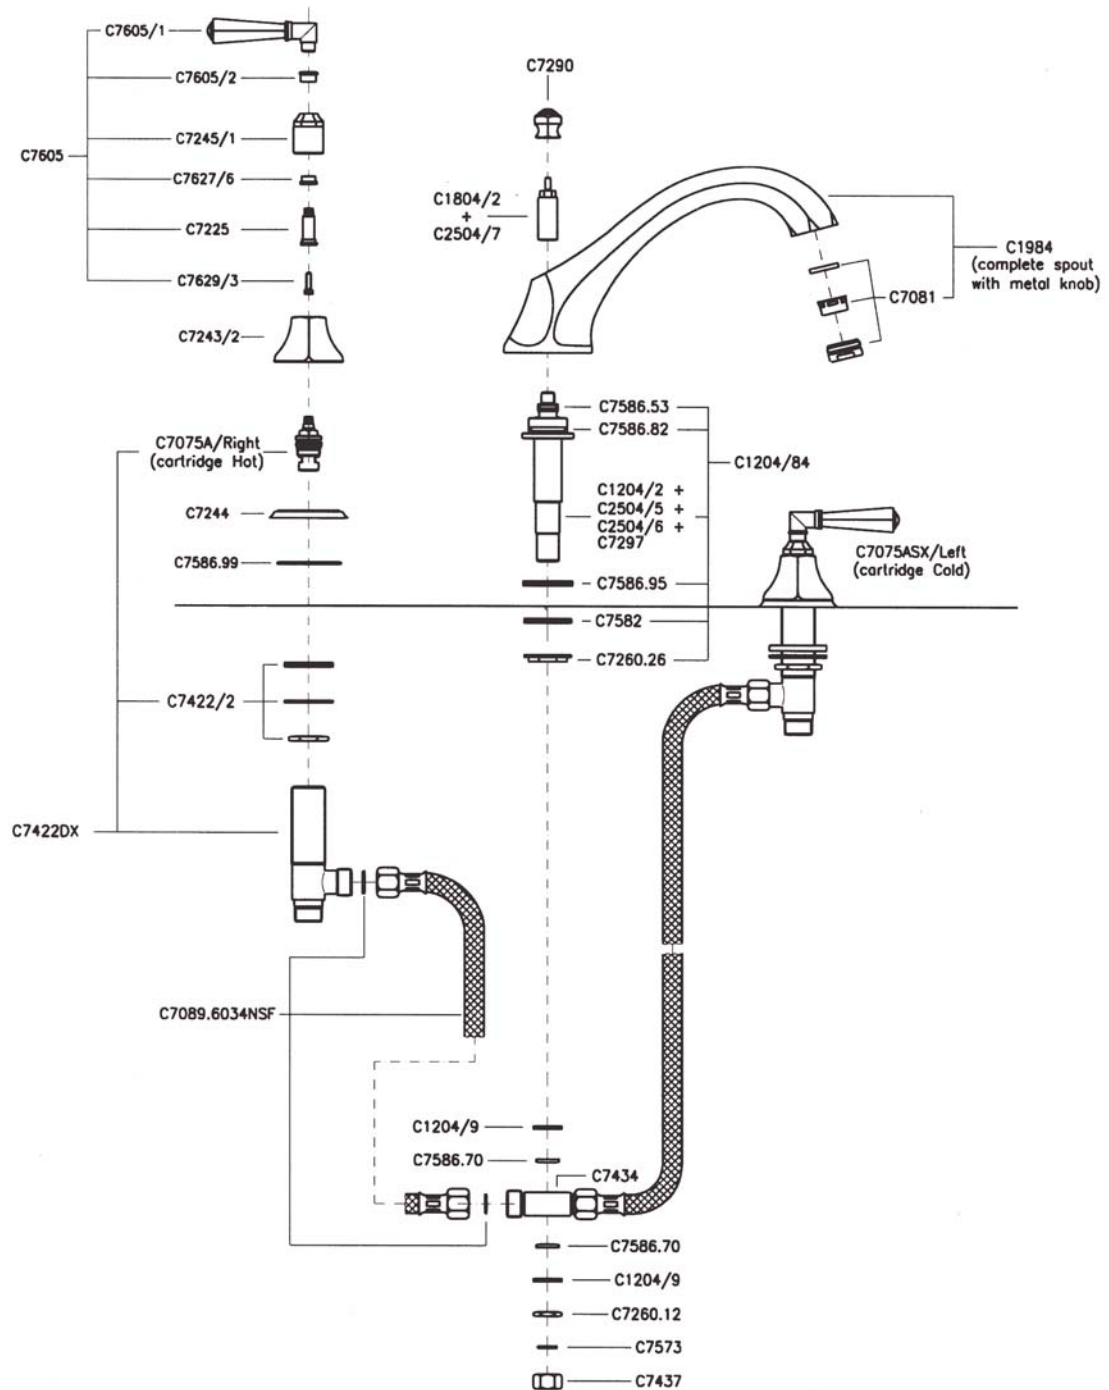 C7605/1
C7605/2
C7245/1
C7605
C7627/6
C7225
C7629/3
C7243/2
C7290
C1804/2
+
C2504/7
C1984
(complete spout
with metal knob)
C7081
C7075A/Right
(cartridge Hot)
C7244
C7586.99
C7586.53
C7586.82
C1204/84
C1204/2 +
C2504/5 +
C2504/6 +
C7297
C7586.95
C7582
C7260.26
C7075ASX/Left
(cartridge Cold)
C7422/2
C7422DX
C7089.6034NSF
C1204/9
C7586.70
C7434
C7586.70
C1204/9
C7260.12
C7573
C7437